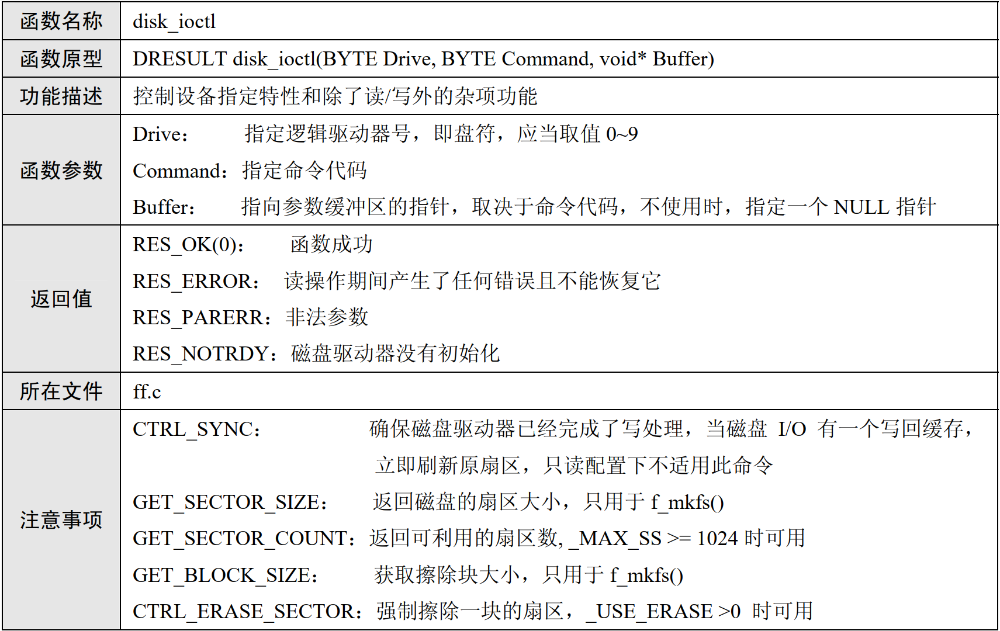 函数名称 disk_ioctl
函数原型 DRESULT disk_ioctl(BYTE Drive, BYTE Command, void* Buffer)
功能描述 控制设备指定特性和除了读/写外的杂项功能
函数参数
Drive： 指定逻辑驱动器号，即盘符，应当取值 0~9
Command：指定命令代码
Buffer： 指向参数缓冲区的指针，取决于命令代码，不使用时，指定一个 NULL 指针
返回值
RES_OK(0)： 函数成功
RES_ERROR： 读操作期间产生了任何错误且不能恢复它
RES_PARERR：非法参数
RES_NOTRDY：磁盘驱动器没有初始化
所在文件 ff.c
注意事项
CTRL_SYNC： 确保磁盘驱动器已经完成了写处理，当磁盘 I/O 有一个写回缓存，
立即刷新原扇区，只读配置下不适用此命令
GET_SECTOR_SIZE： 返回磁盘的扇区大小，只用于 f_mkfs()
GET_SECTOR_COUNT：返回可利用的扇区数, _MAX_SS >= 1024 时可用
GET_BLOCK_SIZE： 获取擦除块大小，只用于 f_mkfs()
CTRL_ERASE_SECTOR：强制擦除一块的扇区，_USE_ERASE >0 时可用